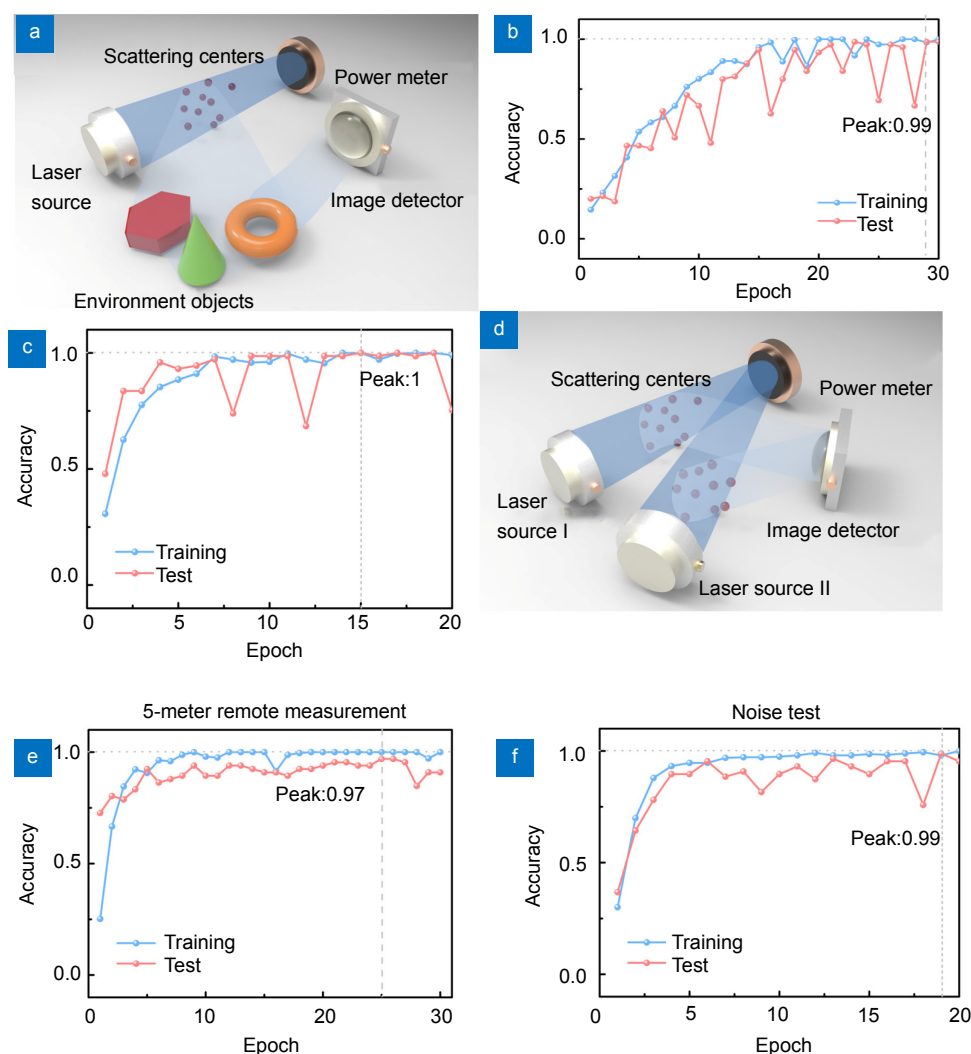 a
Scattering centers
Power meter
Laser
source
Image detector
Environment objects
b
1.0
0.5
0.0
Accuracy
Peak:0.99
Training
Test
0
10
20
30
Epoch
c
1.0
0.5
0.0
Accuracy
Peak:1
Training
Test
0
5
10
15
20
Epoch
d
Scattering centers
Power meter
Laser
source I
Image detector
Laser source II
5-meter remote measurement
e
1.0
0.5
0.0
Accuracy
Peak:0.97
Training
Test
0
10
20
30
Epoch
Noise test
f
1.0
0.5
0.0
Accuracy
Peak:0.99
Training
Test
0
5
10
15
20
Epoch